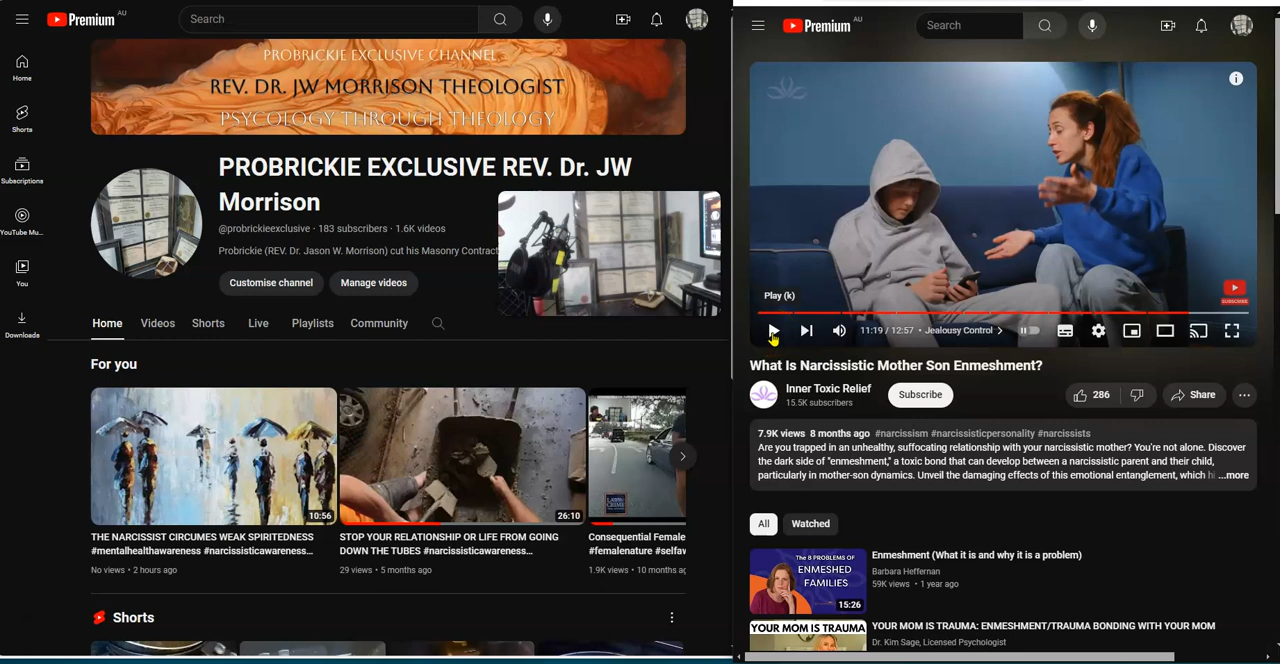 Premium AU
Search
Home
Shorts
Subscriptions
YouTube Mu...
You
Downloads
PROBRICKIE EXCLUSIVE CHANNEL
REV. DR. JW MORRISON THEOLOGIST
PSYCOLOGY THROUGH THEOLOGY
PROBRICKIE EXCLUSIVE REV. Dr. JW
Morrison
@probrickieexclusive · 183 subscribers · 1.6K videos
Probrickie (REV. Dr. Jason W. Morrison) cut his Masonry Contract
Customise channel
Manage videos
Home Videos Shorts Live Playlists Community
For you
10:56
26:10
THE NARCISSIST CIRCUMES WEAK SPIRITEDNESS
#mentalhealthawareness #narcissisticawareness...
No views · 2 hours ago
STOP YOUR RELATIONSHIP OR LIFE FROM GOING
DOWN THE TUBES #narcissisticawareness...
29 views · 5 months ago
Consequential Female
#femalenature #selfaw
1.9K views · 10 months ag
Shorts
Premium AU
Search
Play (k)
SUBSCRIBE
11:19 / 12:57 · Jealousy Control
What Is Narcissistic Mother Son Enmeshment?
Inner Toxic Relief
15.5K subscribers
Subscribe
286
Share
7.9K views 8 months ago #narcissism #narcissisticpersonality #narcissists
Are you trapped in an unhealthy, suffocating relationship with your narcissistic mother? You're not alone. Discover
the dark side of "enmeshment," a toxic bond that can develop between a narcissistic parent and their child,
particularly in mother-son dynamics. Unveil the damaging effects of this emotional entanglement, which hi ...more
All
Watched
THE 8 PROBLEMS OF
ENMESHED
FAMILIES
15:26
Enmeshment (What it is and why it is a problem)
Barbara Heffernan
59K views · 1 year ago
YOUR MOM IS TRAUMA
YOUR MOM IS TRAUMA: ENMESHMENT/TRAUMA BONDING WITH YOUR MOM
Dr. Kim Sage, Licensed Psychologist